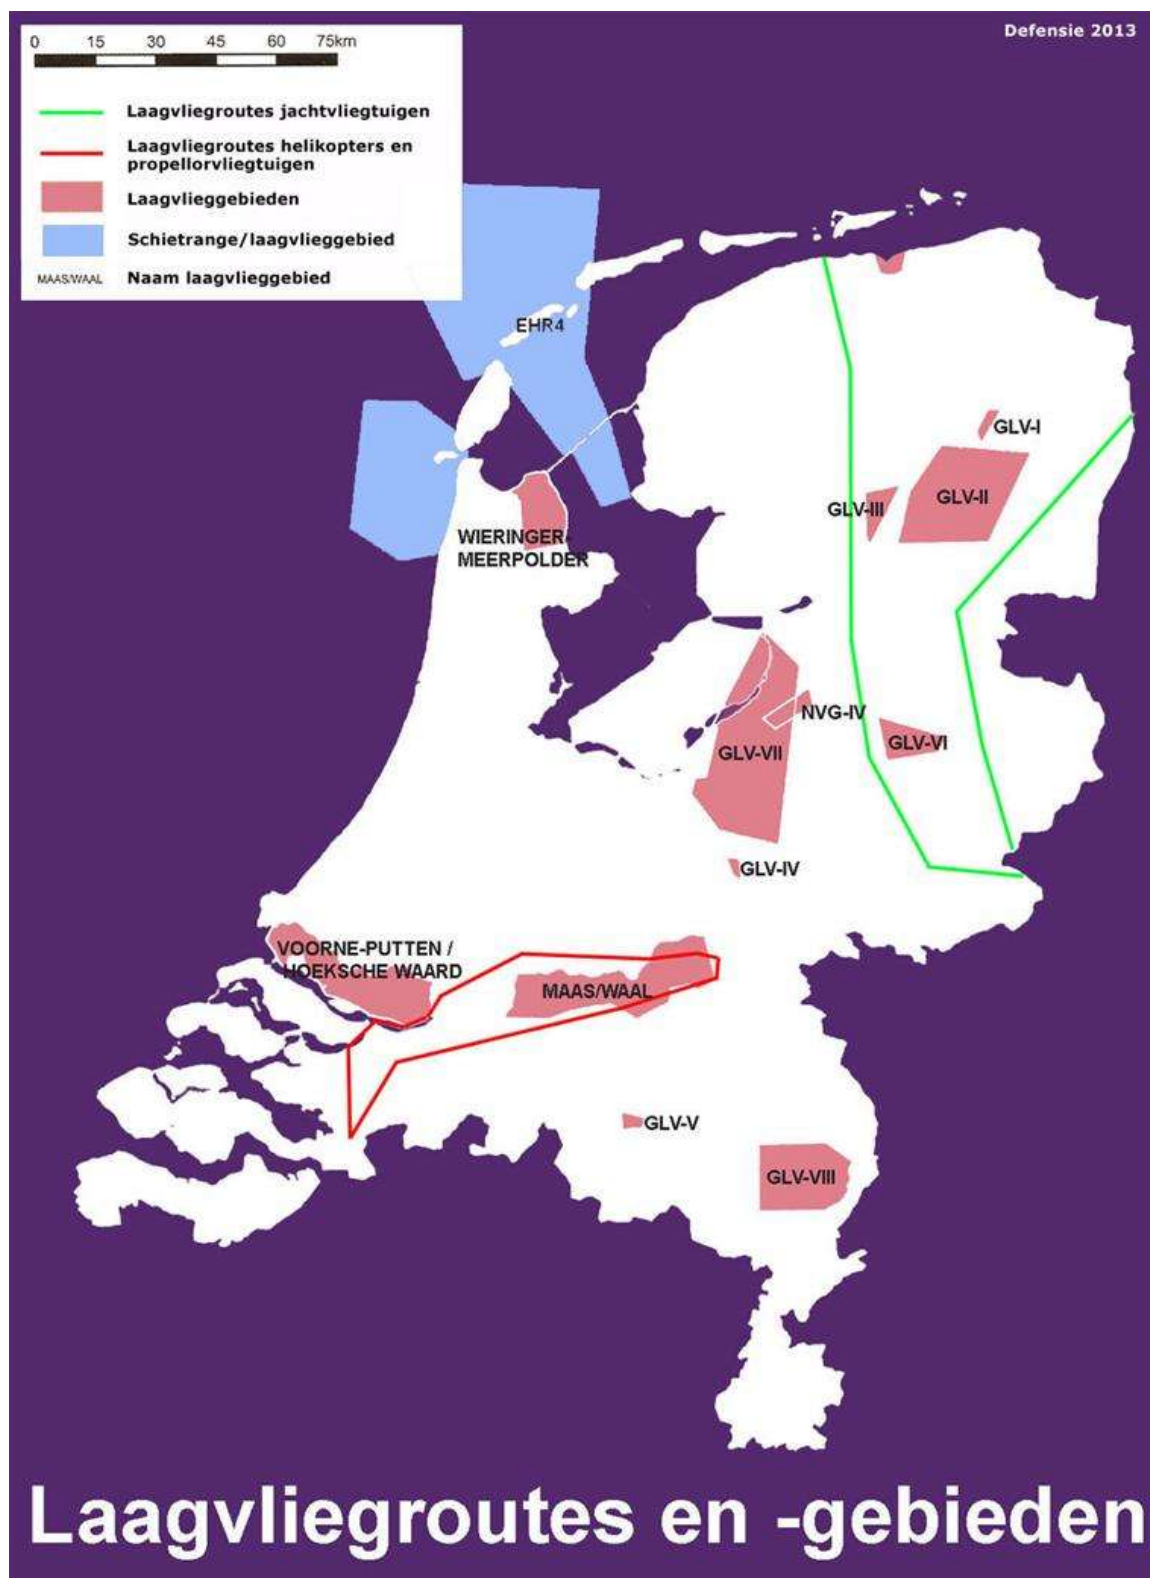 Defensie 2013
0 15 30 45 60 75km
Laagvliegroutes jachtvliegtuigen
Laagvliegroutes helikopters en
propellorvliegtuigen
Laagvlieggebieden
Schietrange/laagvlieggebied
MAAS/WAAL Naam laagvlieggebied
EHR4
GLV-I
GLV-II
GLV-III
WIERINGER-
MEERPOLDER
NVG-IV
GLV-VI
GLV-VII
GLV-IV
VOORNE-PUTTEN /
HOEKSCHE WAARD
MAAS/WAAL
GLV-V
GLV-VIII
Laagvliegroutes en -gebieden